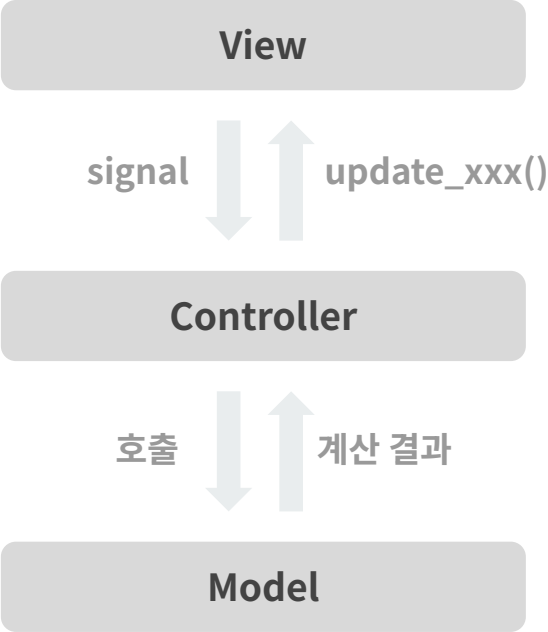 View
signal
update_xxx()
Controller
호출
계산 결과
Model